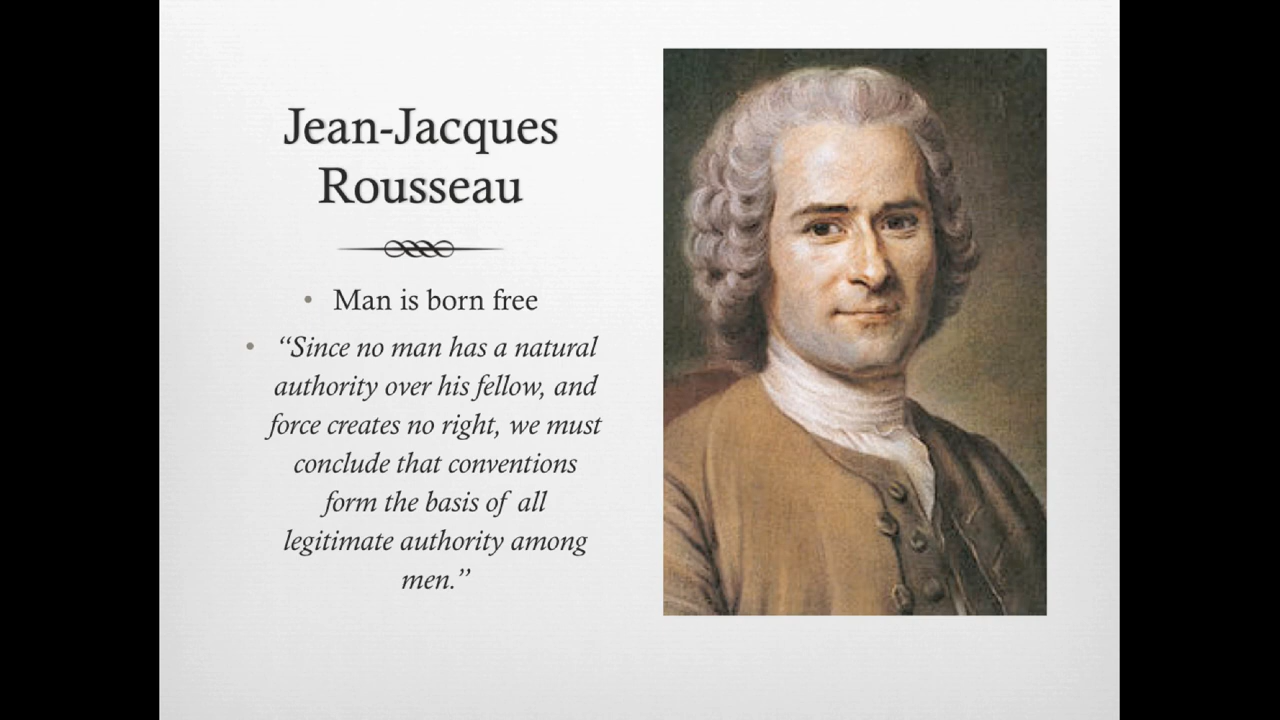 Jean-Jacques
Rousseau
• Man is born free
• “Since no man has a natural
authority over his fellow, and
force creates no right, we must
conclude that conventions
form the basis of all
legitimate authority among
men.”